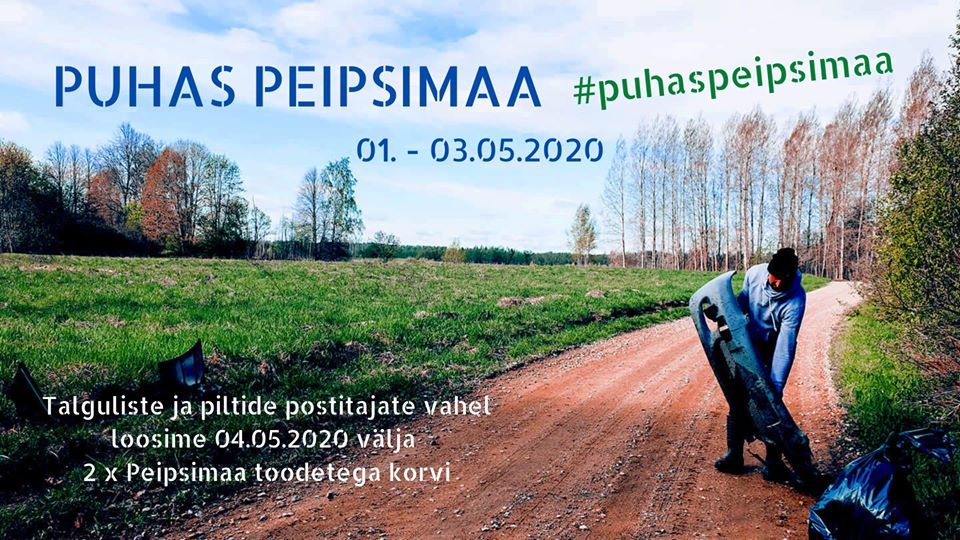 PUHAS PEIPSIMAA #puhaspeipsimaa
01. - 03.05.2020
Talguliste ja piltide postitajate vahel
loosime 04.05.2020 välja
2 x Peipsimaa toodetega korvi